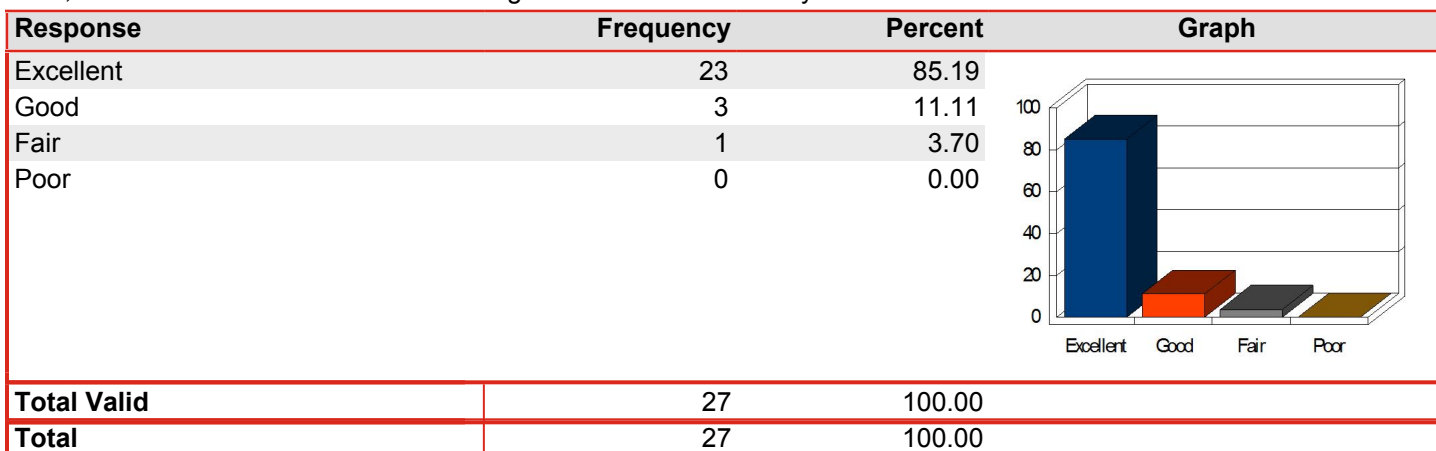 Response Frequency Percent Graph
Excellent 23 85.19
Good 3 11.11
Fair 1 3.70
Poor 0 0.00
100
80
60
40
20
0
Excellent Good Fair Poor
Total Valid 27 100.00
Total 27 100.00